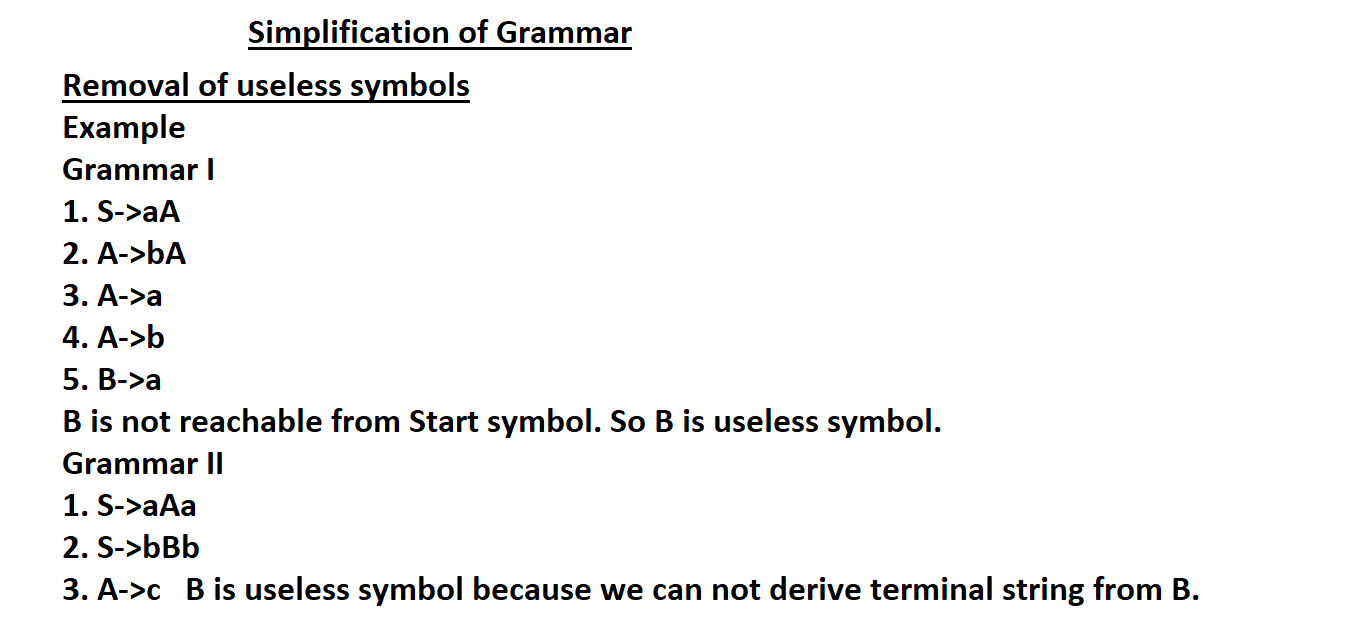 Simplification of Grammar
Removal of useless symbols
Example
Grammar I
1. S->aA
2. A->bA
3. A->a
4. A->b
5. B->a
B is not reachable from Start symbol. So B is useless symbol.
Grammar II
1. S->aAa
2. S->bBb
3. A->c B is useless symbol because we can not derive terminal string from B.